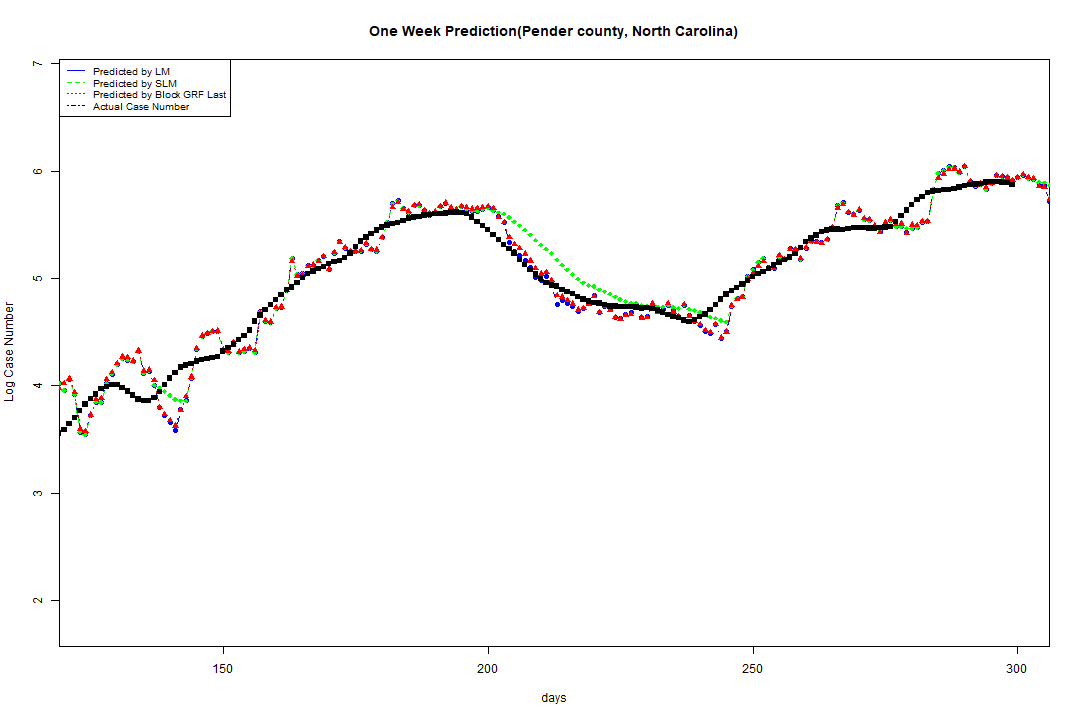 One Week Prediction(Pender county, North Carolina)
Predicted by LM
Predicted by SLM
Predicted by Block GRF Last
Actual Case Number
7
6
5
4
3
2
Log Case Number
150
200
250
300
days